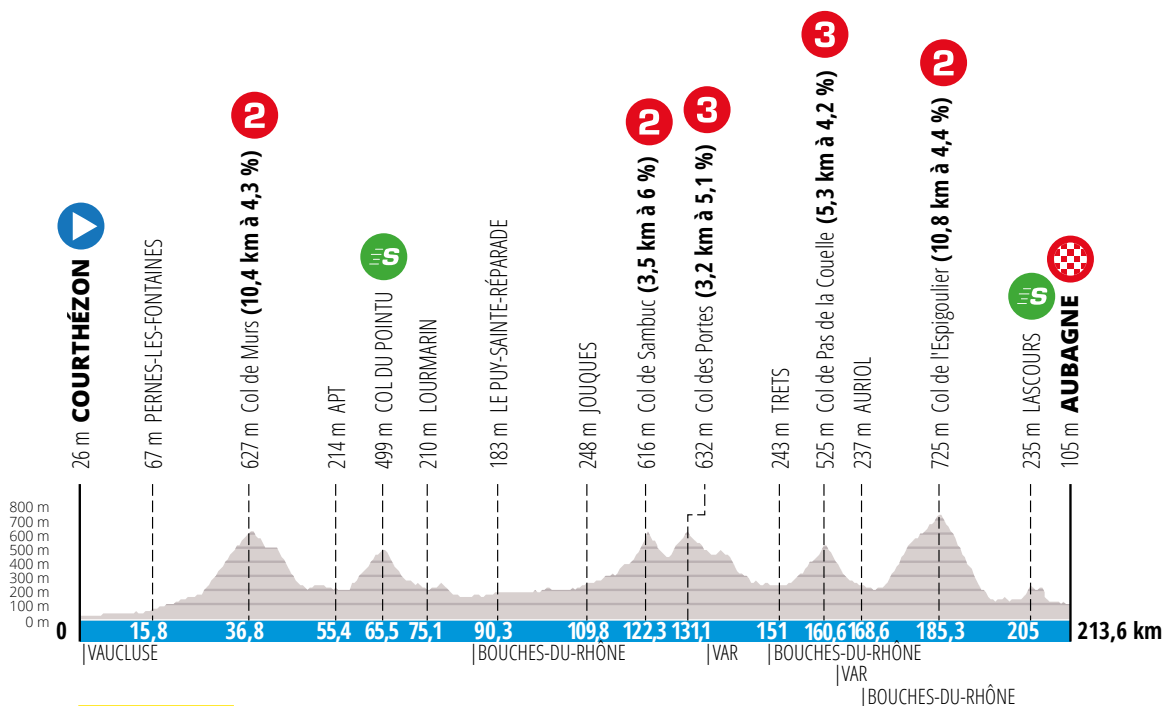 2
26 m COURTHÉZON
67 m PERNES-LES-FONTAINES
627 m Col de Murs (10,4 km à 4,3 %)
214 m APT
S
499 m COL DU POINTU
210 m LOURMARIN
183 m LE PUY-SAINTE-RÉPARADE
248 m JOUQUES
2
616 m Col de Sambuc (3,5 km à 6 %)
3
632 m Col des Portes (3,2 km à 5,1 %)
243 m TRETS
3
525 m Col de Pas de la Couelle (5,3 km à 4,2 %)
237 m AURIOL
2
725 m Col de l'Espigoulier (10,8 km à 4,4 %)
S
235 m LASCOURS
105 m AUBAGNE
800 m
700 m
600 m
500 m
400 m
300 m
200 m
100 m
0 m
0 15,8 36,8 55,4 65,5 75,1 90,3 109,8 122,3 131,1 151 160,6 168,6 185,3 205 213,6 km
|VAUCLUSE |BOUCHES-DU-RHÔNE |VAR |BOUCHES-DU-RHÔNE
|VAR
|BOUCHES-DU-RHÔNE